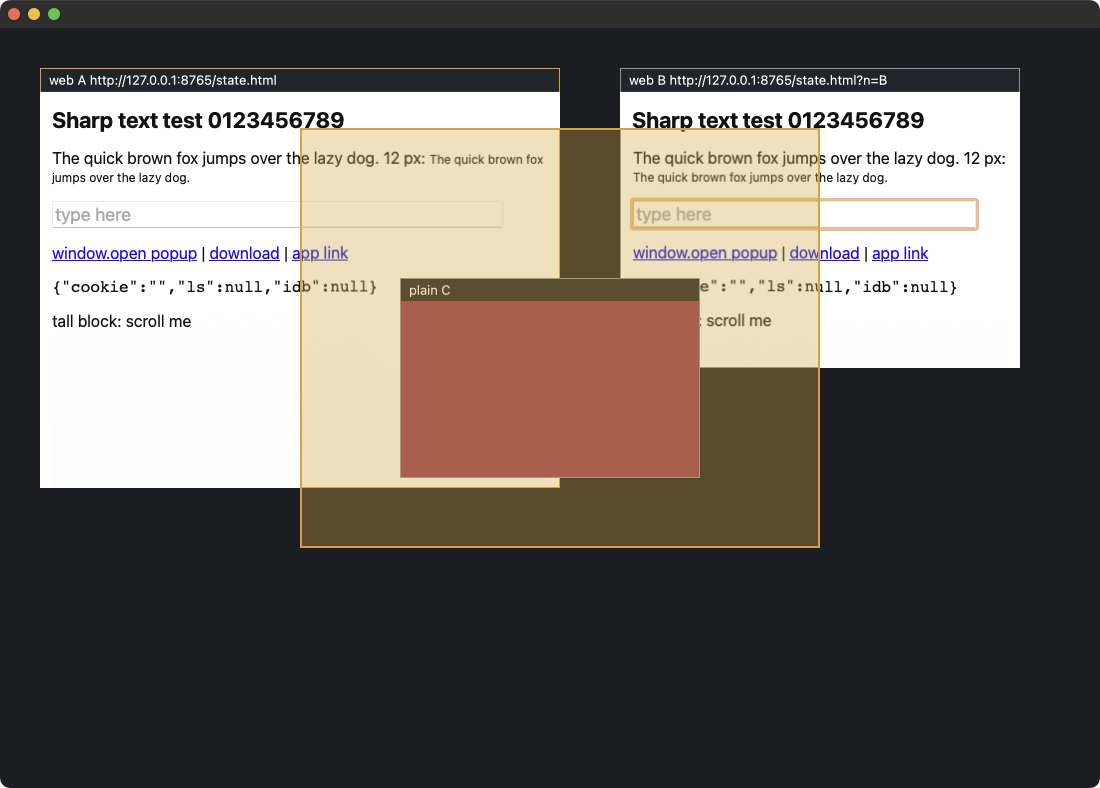 web A http://127.0.0.1:8765/state.html
Sharp text test 0123456789
The quick brown fox jumps over the lazy dog. 12 px: The quick brown fox
jumps over the lazy dog.
type here
window.open popup | download | app link
{"cookie":"","ls":null,"idb":null}
tall block: scroll me
web B http://127.0.0.1:8765/state.html?n=B
Sharp text test 0123456789
The quick brown fox jumps over the lazy dog. 12 px:
The quick brown fox jumps over the lazy dog.
type here
window.open popup | download | app link
e":"","ls":null,"idb":null}
: scroll me
plain C